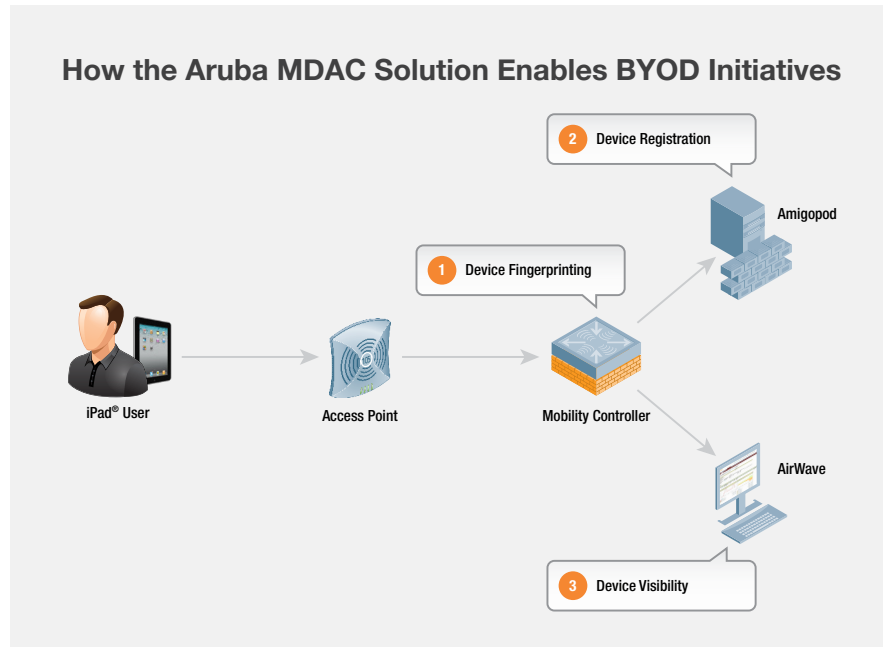 How the Aruba MDAC Solution Enables BYOD Initiatives
2 Device Registration
Amigopod
1 Device Fingerprinting
iPad® User
Access Point
Mobility Controller
AirWave
3 Device Visibility